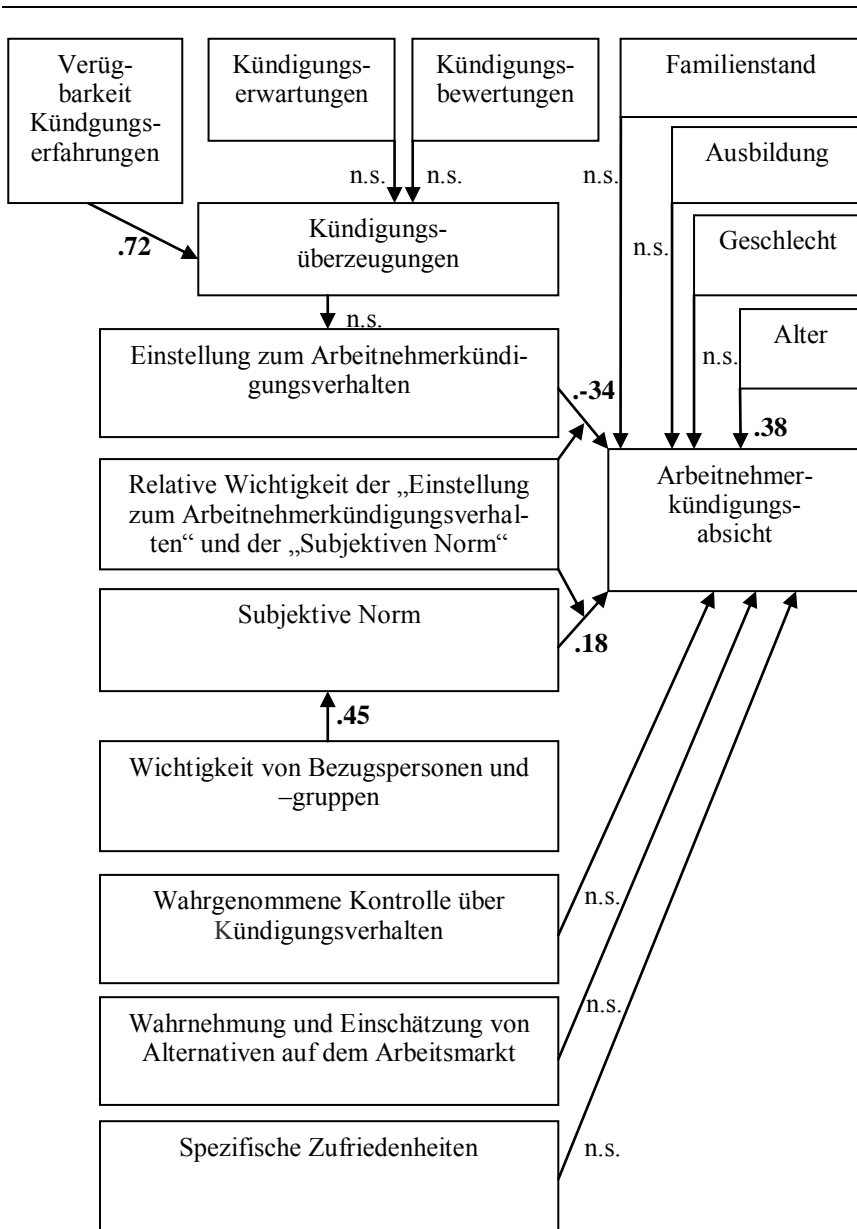 Verüg-
barkeit
Kündgungs-
erfahrungen
Kündigungs-
erwartungen
Kündigungs-
bewertungen
Familienstand
Ausbildung
Geschlecht
Alter
n.s.
n.s.
n.s.
n.s.
n.s.
.38
.72
Kündigungs-
überzeugungen
n.s.
Einstellung zum Arbeitnehmerkündi-
gungsverhalten
.-34
Relative Wichtigkeit der „Einstellung
zum Arbeitnehmerkündigungsverhal-
ten“ und der „Subjektiven Norm“
Arbeitnehmer-
kündigungs-
absicht
Subjektive Norm
.18
.45
Wichtigkeit von Bezugspersonen und
–gruppen
Wahrgenommene Kontrolle über
Kündigungsverhalten
n.s.
Wahrnehmung und Einschätzung von
Alternativen auf dem Arbeitsmarkt
n.s.
Spezifische Zufriedenheiten
n.s.